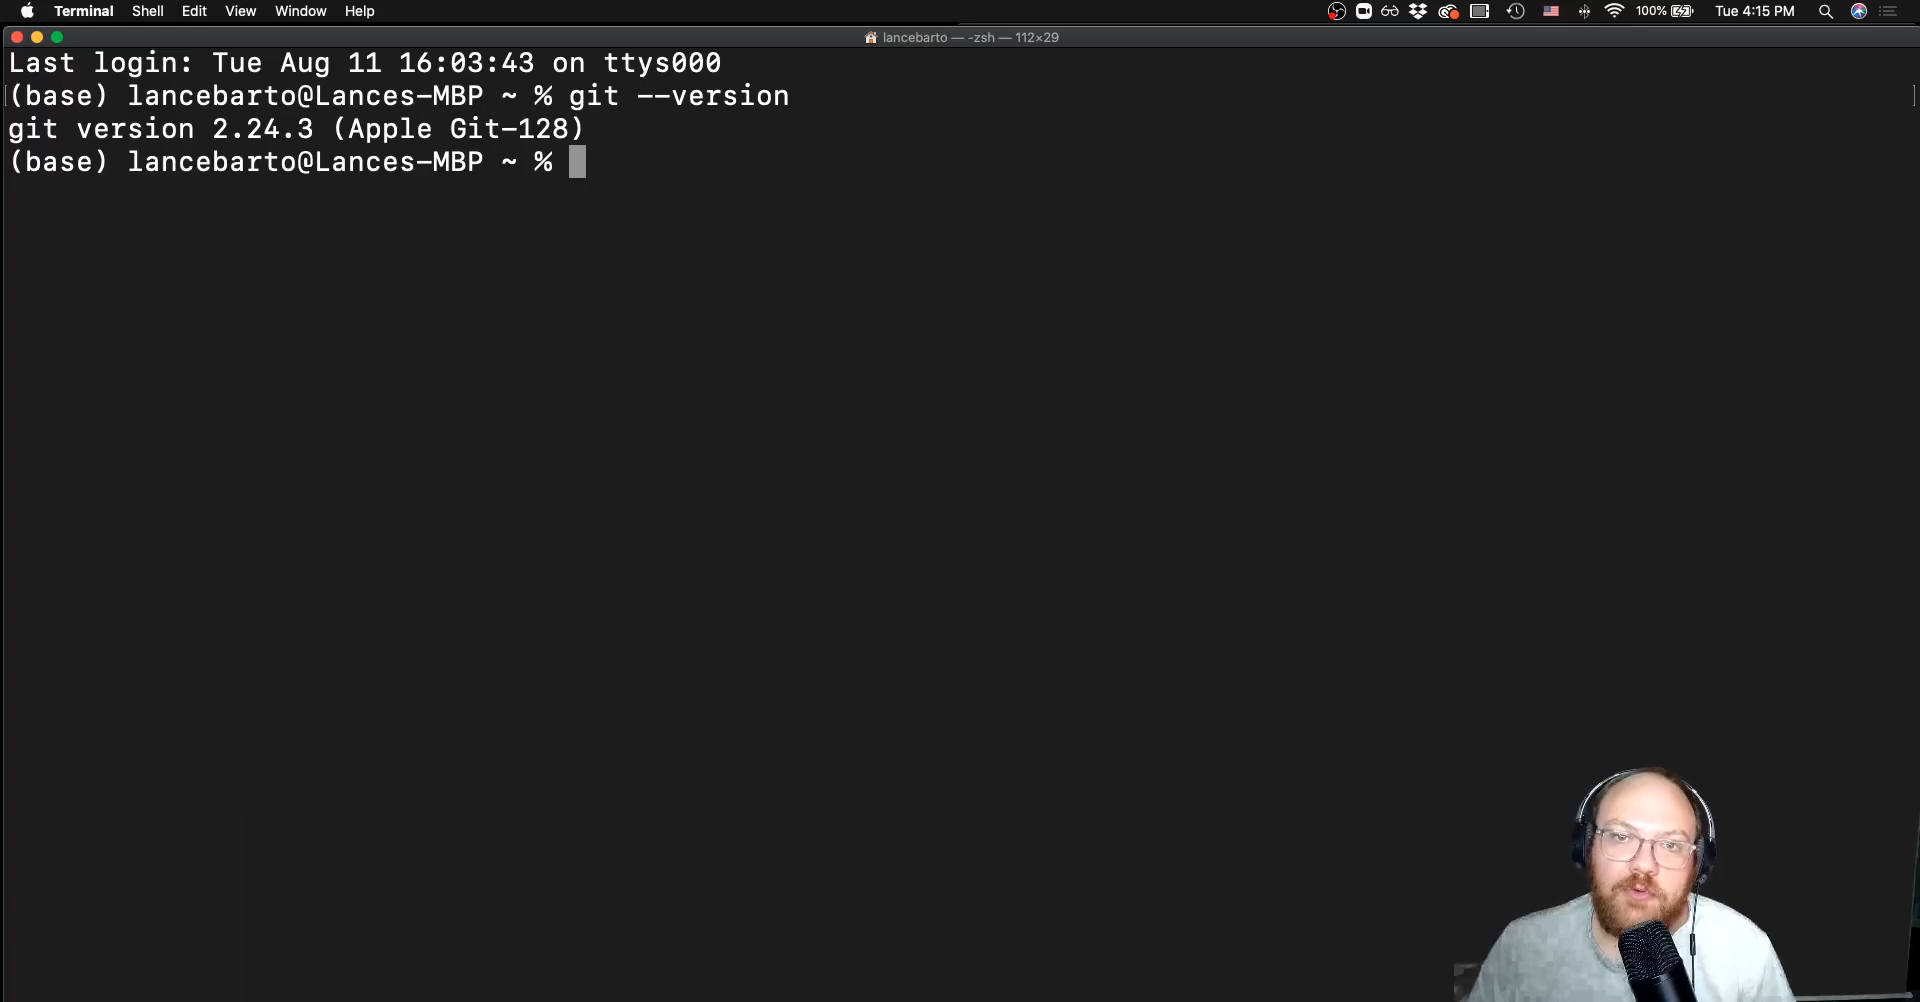 Terminal Shell Edit View Window Help 100% Tue 4:15 PM
lancebarto — -zsh — 112×29
Last login: Tue Aug 11 16:03:43 on ttys000
(base) lancebarto@Lances-MBP ~ % git --version
git version 2.24.3 (Apple Git-128)
(base) lancebarto@Lances-MBP ~ %